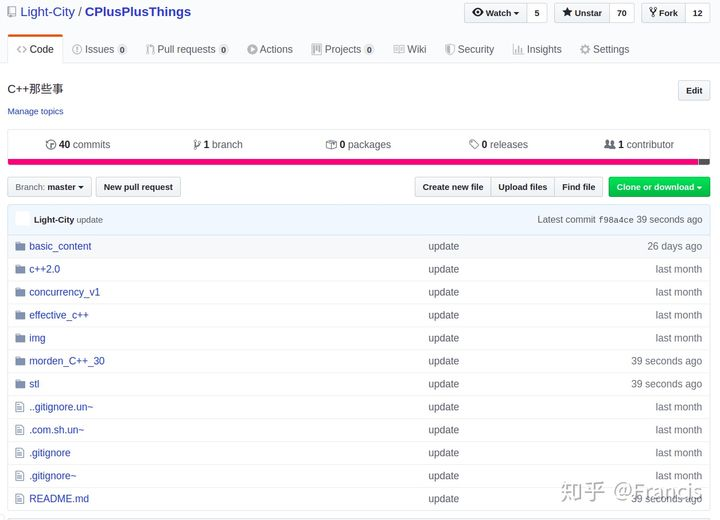 Light-City / CPlusPlusThings Watch 5 Unstar 70 Fork 12
Code Issues 0 Pull requests 0 Actions Projects 0 Wiki Security Insights Settings
C++那些事 Edit
Manage topics
40 commits 1 branch 0 packages 0 releases 1 contributor
Branch: master New pull request Create new file Upload files Find file Clone or download
Light-City update Latest commit f98a4ce 39 seconds ago
basic_content update 26 days ago
c++2.0 update last month
concurrency_v1 update last month
effective_c++ update last month
img update last month
morden_C++_30 update 39 seconds ago
stl update 39 seconds ago
..gitignore.un~ update last month
.com.sh.un~ update last month
.gitignore update last month
.gitignore~ update last month
README.md update 39 seconds ago
知乎 @Francis